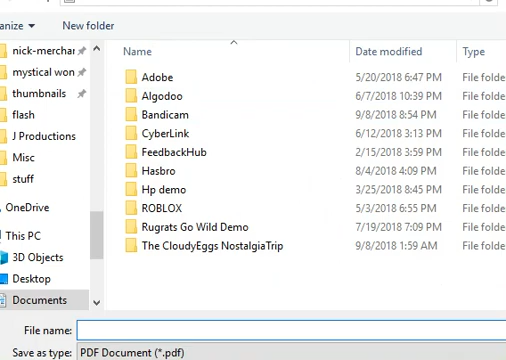 anize New folder
Name Date modified Type
nick-merchar
mystical won
thumbnails
flash
J Productions
Misc
stuff
OneDrive
This PC
3D Objects
Desktop
Documents
Adobe 5/20/2018 6:47 PM File folde
Algodoo 6/7/2018 10:39 PM File folde
Bandicam 9/8/2018 8:54 PM File folde
CyberLink 6/12/2018 3:13 PM File folde
FeedbackHub 2/15/2018 3:59 PM File folde
Hasbro 8/4/2018 4:09 PM File folde
Hp demo 3/25/2018 8:45 PM File folde
ROBLOX 5/3/2018 6:55 PM File folde
Rugrats Go Wild Demo 7/19/2018 7:09 PM File folde
The CloudyEggs NostalgiaTrip 9/8/2018 1:59 AM File folde
File name:
Save as type: PDF Document (*.pdf)